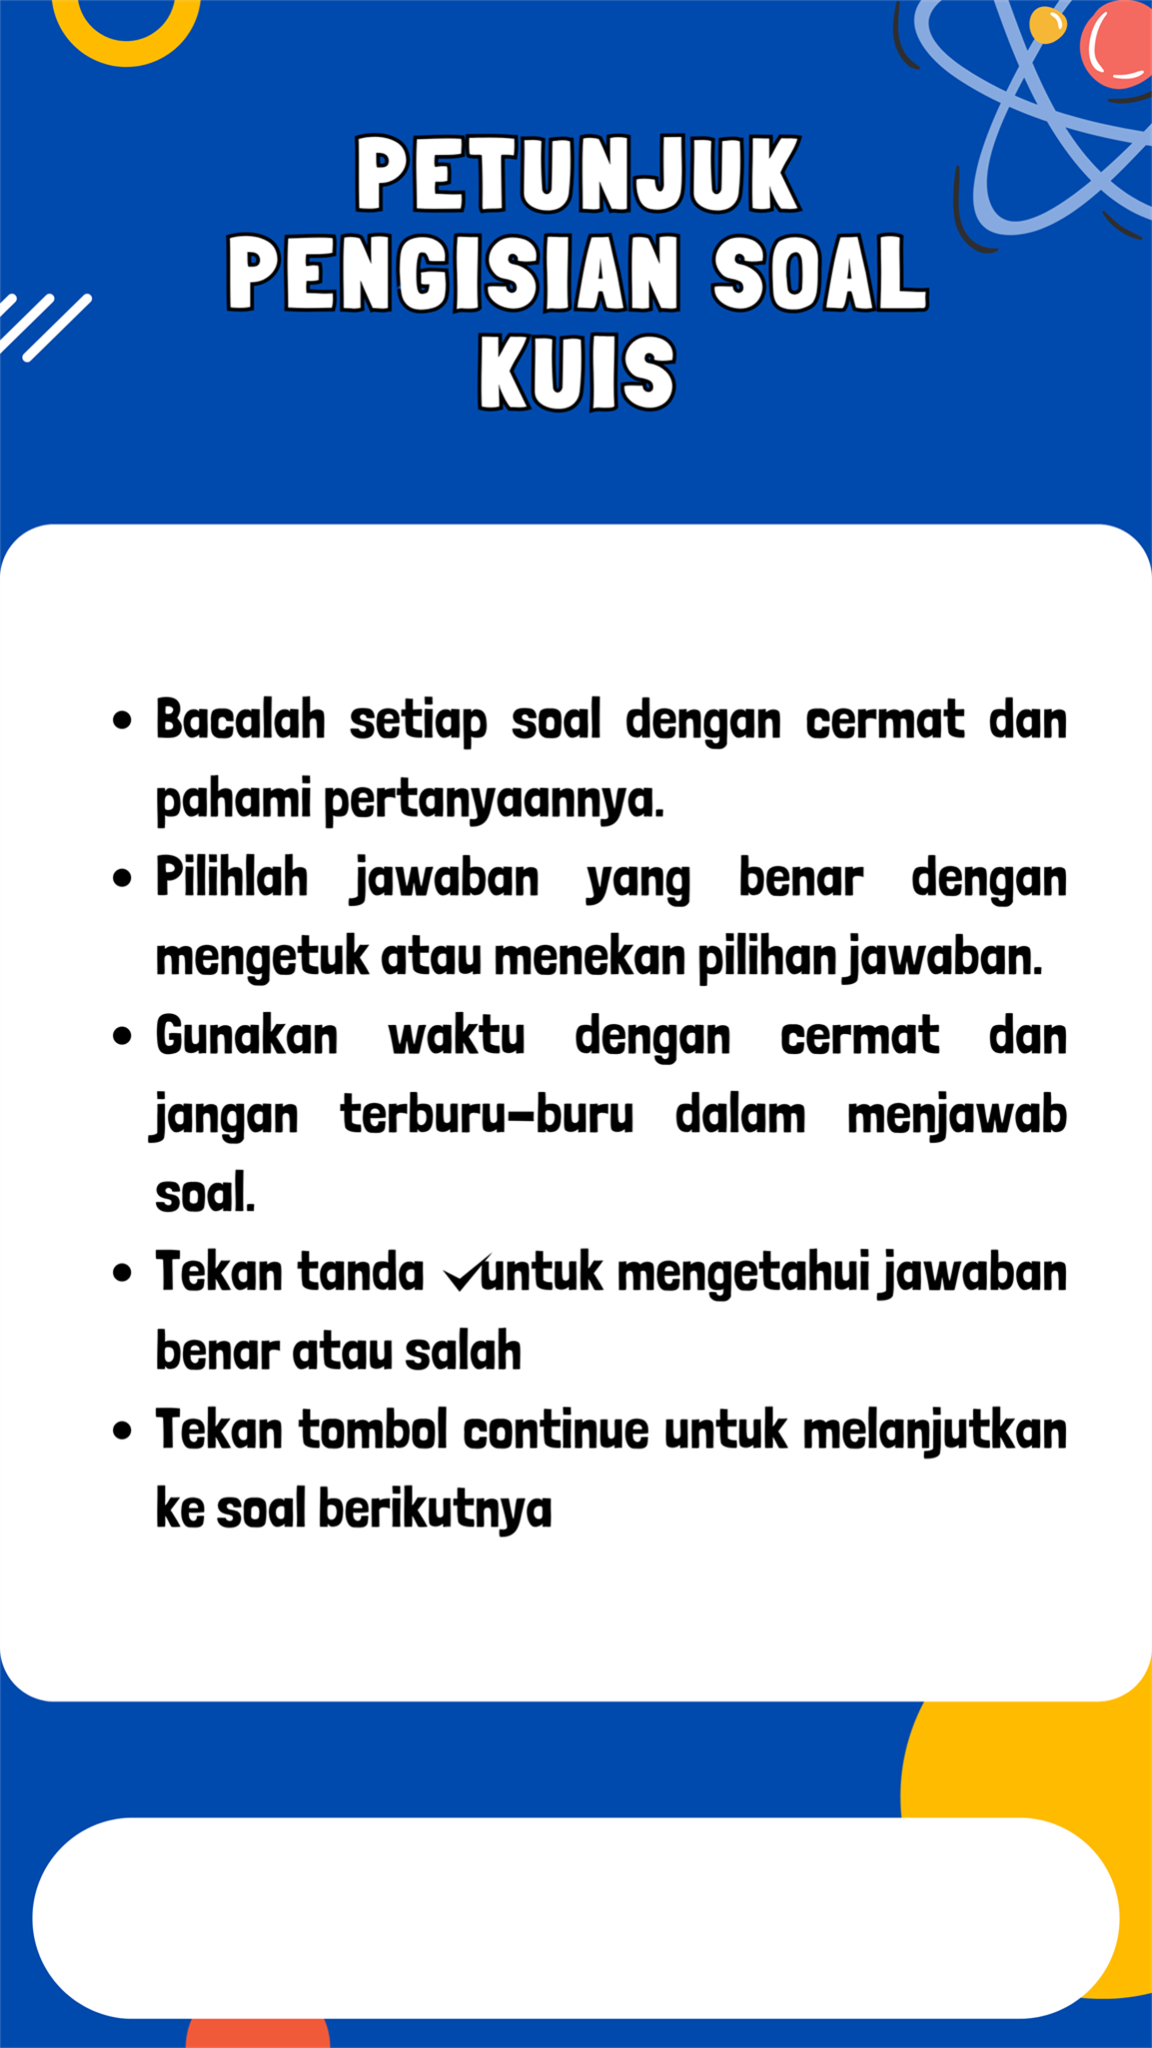 PETUNJUK
PENGISIAN SOAL
KUIS
• Bacalah setiap soal dengan cermat dan
pahami pertanyaannya.
• Pilihlah jawaban yang benar dengan
mengetuk atau menekan pilihan jawaban.
• Gunakan waktu dengan cermat dan
jangan terburu-buru dalam menjawab
soal.
• Tekan tanda ✓untuk mengetahui jawaban
benar atau salah
• Tekan tombol continue untuk melanjutkan
ke soal berikutnya